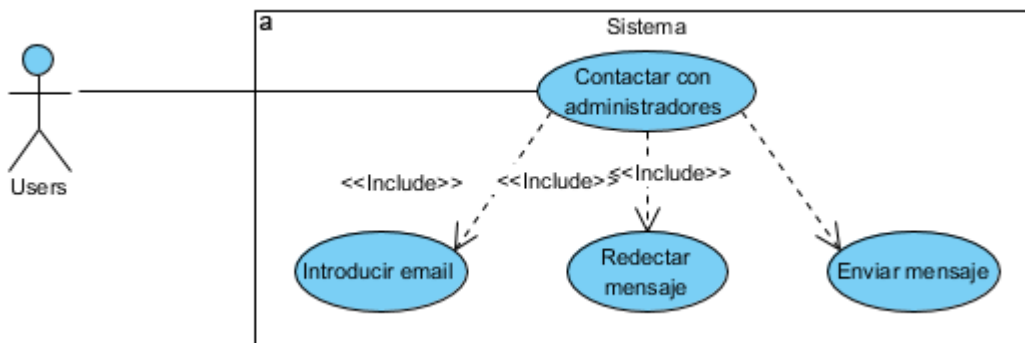 a
Sistema
Contactar con
administradores
Users
<<Include>>
<<Include>>
<<Include>>
Introducir email
Redectar
mensaje
Enviar mensaje